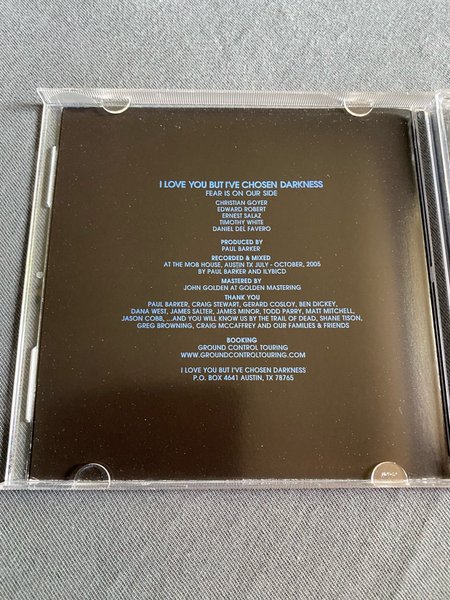 I LOVE YOU BUT I'VE CHOSEN DARKNESS
FEAR IS ON OUR SIDE
CHRISTIAN GOYER
EDWARD ROBERT
ERNEST SALAZ
TIMOTHY WHITE
DANIEL DEL FAVERO
PRODUCED BY
PAUL BARKER
RECORDED & MIXED
AT THE MOB HOUSE, AUSTIN TX JULY - OCTOBER, 2005
BY PAUL BARKER AND ILYBICD
MASTERED BY
JOHN GOLDEN AT GOLDEN MASTERING
THANK YOU
PAUL BARKER, CRAIG STEWART, GERARD COSLOY, BEN DICKEY,
DANA WEST, JAMES SALTER, JAMES MINOR, TODD PARRY, MATT MITCHELL,
JASON COBB, ...AND YOU WILL KNOW US BY THE TRAIL OF DEAD, SHANE TISON,
GREG BROWNING, CRAIG MCCAFFREY AND OUR FAMILIES & FRIENDS
BOOKING
GROUND CONTROL TOURING
WWW.GROUNDCONTROLTOURING.COM
I LOVE YOU BUT I'VE CHOSEN DARKNESS
P.O. BOX 4641 AUSTIN, TX 78765